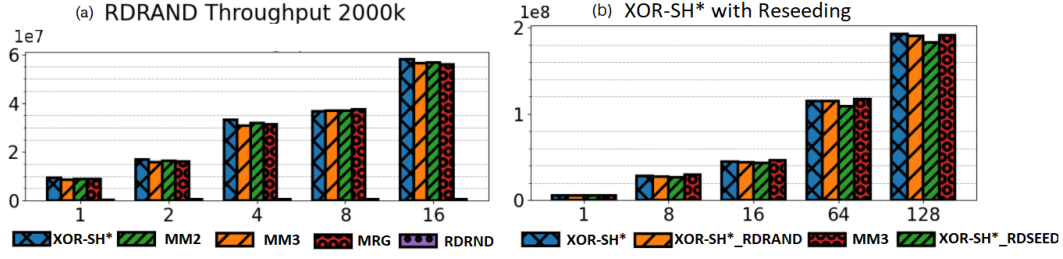 (a) RDRAND Throughput 2000k
1e7
6
4
2
0
1 2 4 8 16
XOR-SH* MM2 MM3 MRG RDRND
(b) XOR-SH* with Reseeding
1e8
2
1
0
1 8 16 64 128
XOR-SH* XOR-SH*_RDRAND MM3 XOR-SH*_RDSEED